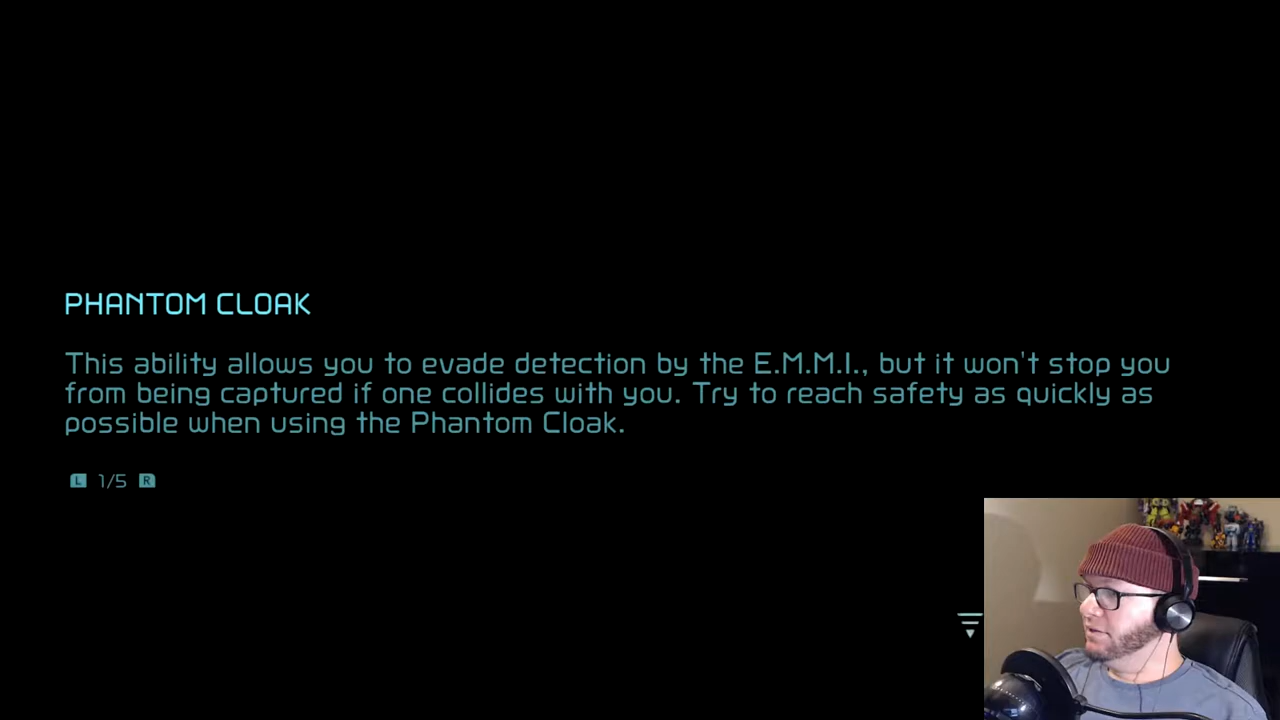 PHANTOM CLOAK
This ability allows you to evade detection by the E.M.M.I., but it won't stop you
from being captured if one collides with you. Try to reach safety as quickly as
possible when using the Phantom Cloak.
L 1/5 R